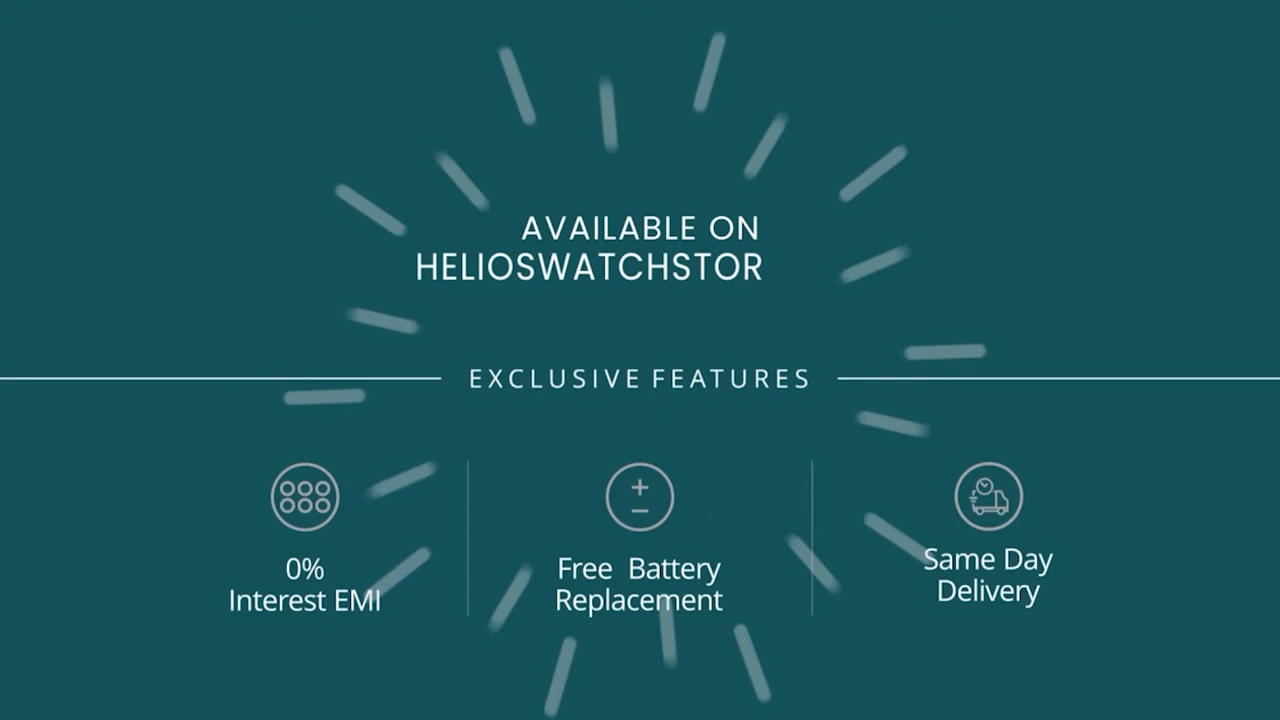 AVAILABLE ON
HELIOSWATCHSTOR
EXCLUSIVE FEATURES
0%
Interest EMI
Free Battery
Replacement
Same Day
Delivery